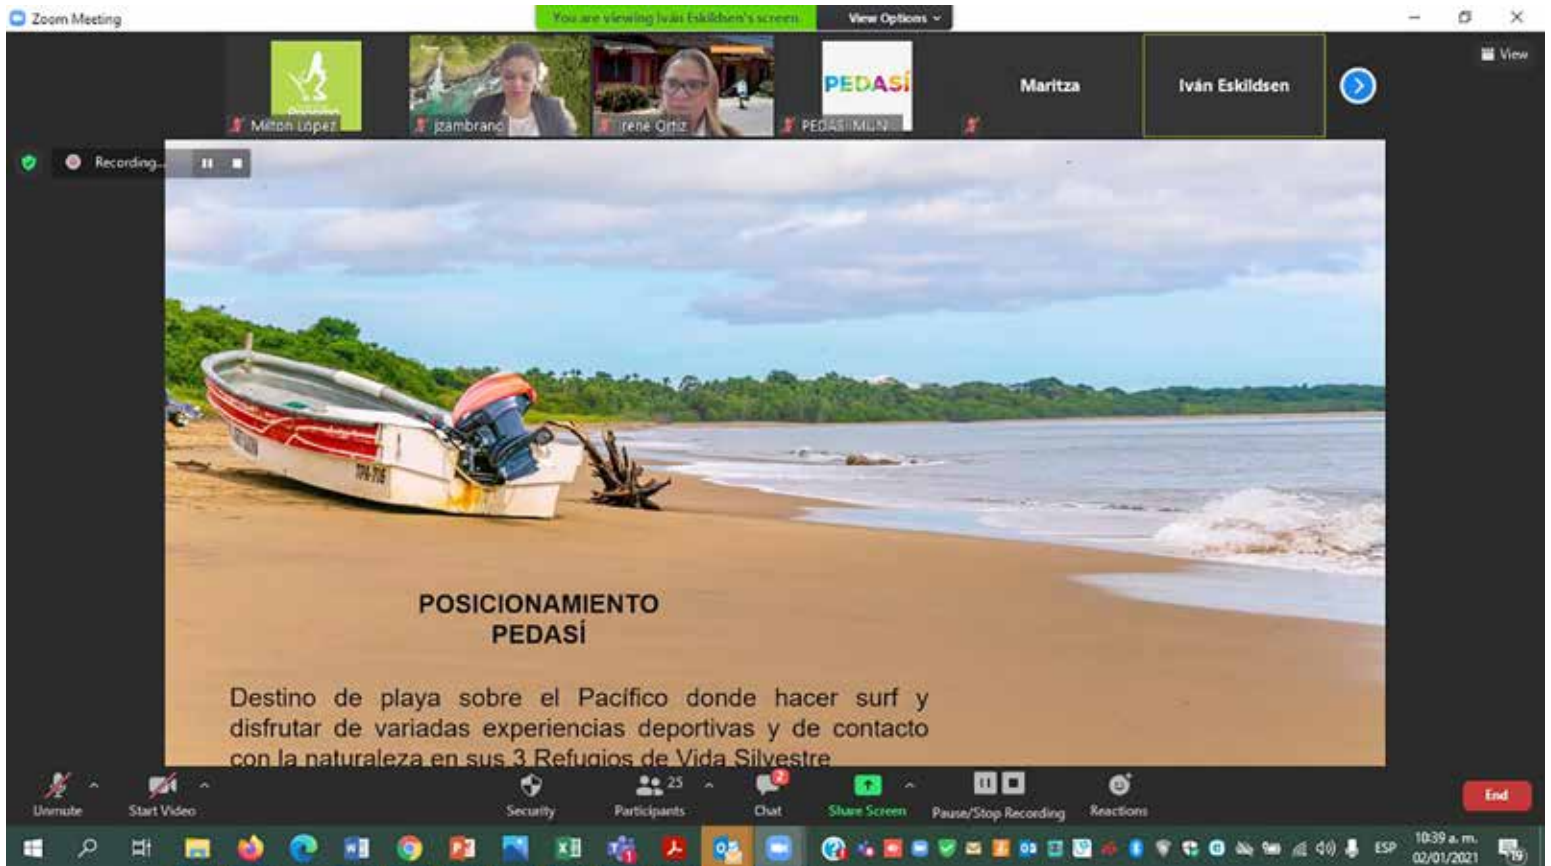 Zoom Meeting
You are viewing Iván Eskildsen's screen
View Options
View
Milton López
jzambrano
Irene Ortiz
PEDASÍ
PEDASI MUN
Maritza
Iván Eskildsen
Recording...
TPA-716
POSICIONAMIENTO
PEDASÍ
Destino de playa sobre el Pacífico donde hacer surf y
disfrutar de variadas experiencias deportivas y de contacto
con la naturaleza en sus 3 Refugios de Vida Silvestre
Unmute
Start Video
Security
25
Participants
2
Chat
Share Screen
Pause/Stop Recording
Reactions
End
ESP
10:39 a. m.
02/01/2021
19